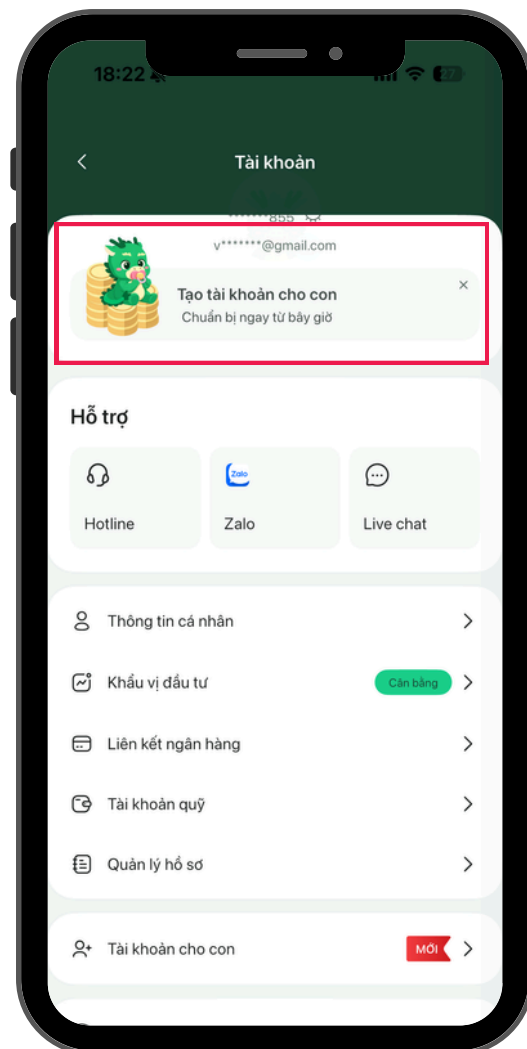 18:22
27
Tài khoản
*******855
v*******@gmail.com
Tạo tài khoản cho con
Chuẩn bị ngay từ bây giờ
Hỗ trợ
Zalo
Hotline
Zalo
Live chat
Thông tin cá nhân
Khẩu vị đầu tư
Cân bằng
Liên kết ngân hàng
Tài khoản quỹ
Quản lý hồ sơ
Tài khoản cho con
MỚI